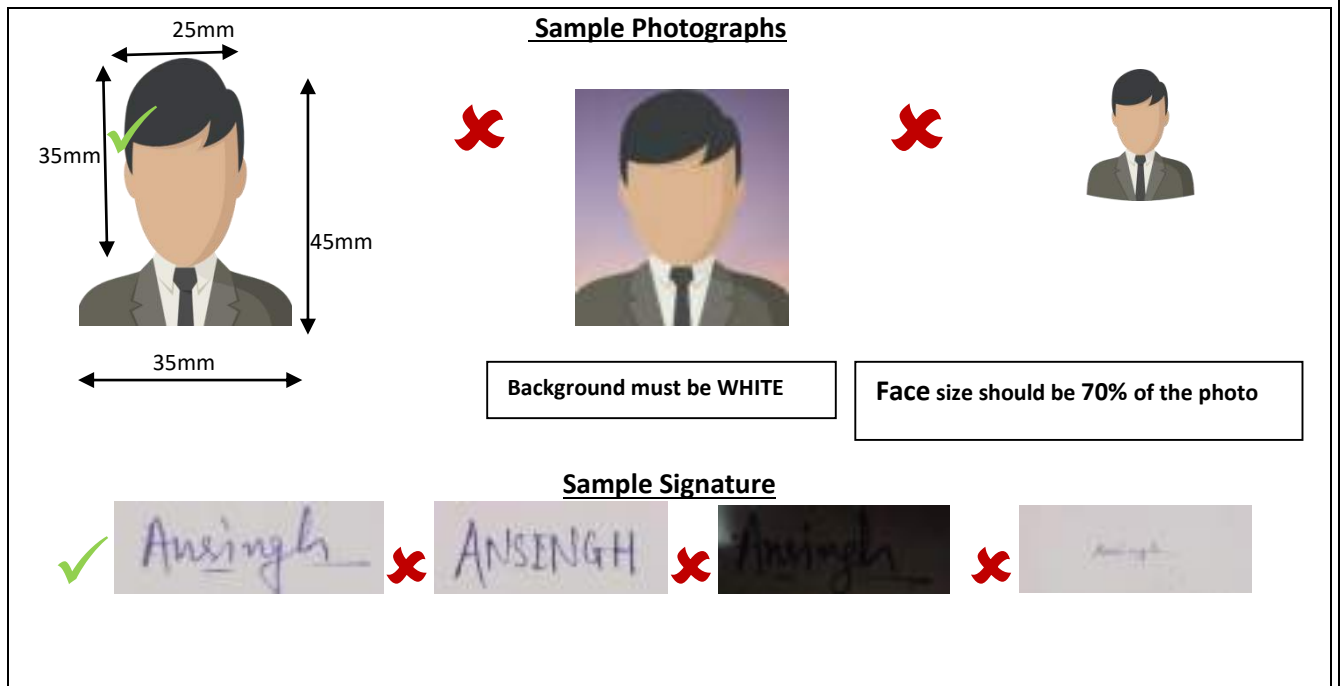 Sample Photographs
25mm
35mm
45mm
35mm
Background must be WHITE
Face size should be 70% of the photo
Sample Signature
Ansingh
ANSINGH
Ansingh
Ansingh